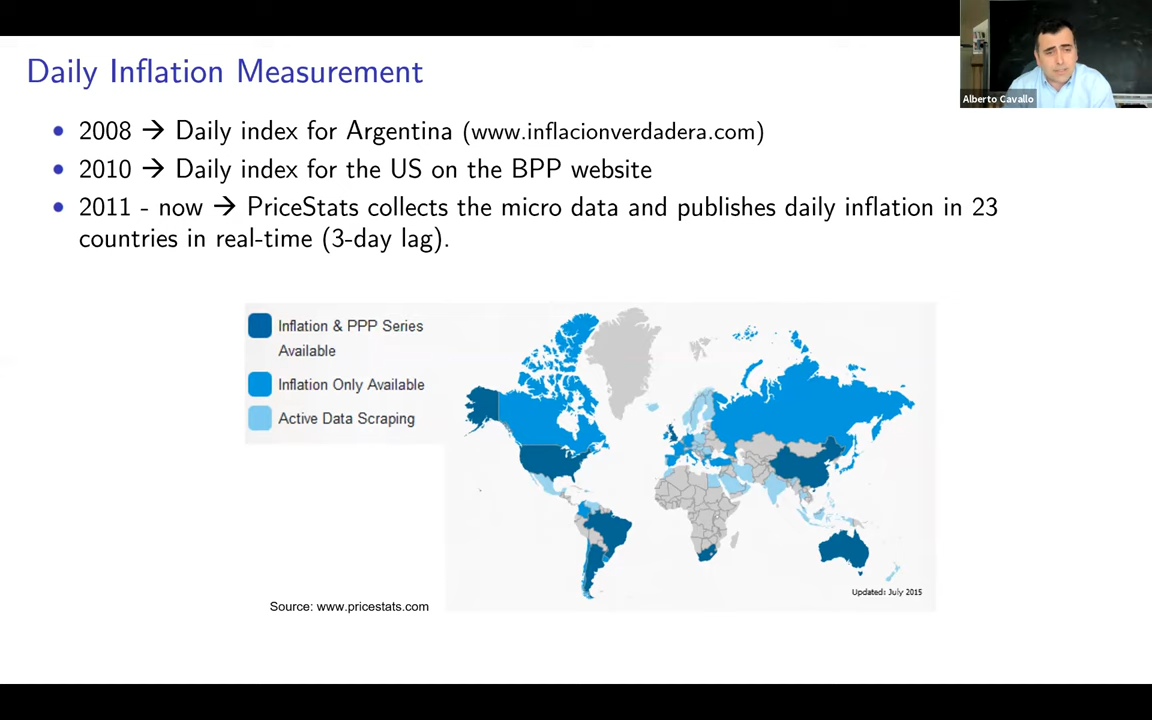 Daily Inflation Measurement
Alberto Cavallo
• 2008 → Daily index for Argentina (www.inflacionverdadera.com)
• 2010 → Daily index for the US on the BPP website
• 2011 - now → PriceStats collects the micro data and publishes daily inflation in 23
countries in real-time (3-day lag).
Inflation & PPP Series
Available
Inflation Only Available
Active Data Scraping
Updated: July 2015
Source: www.pricestats.com